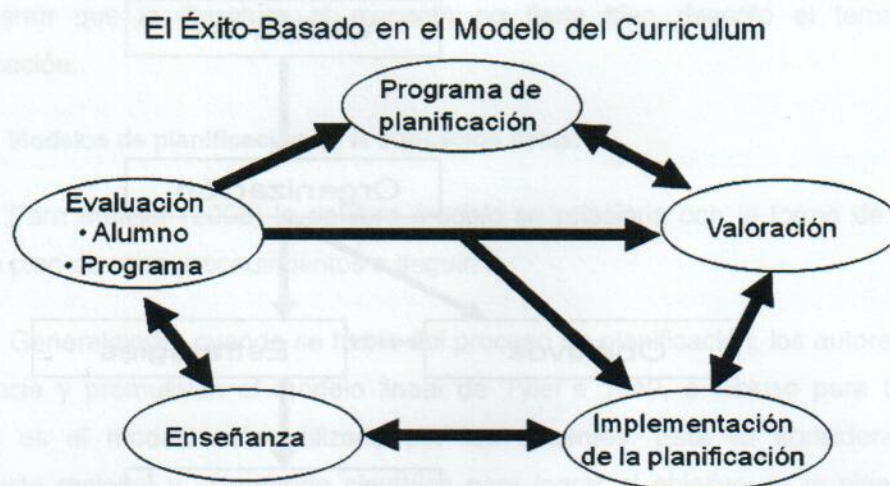 El Éxito-Basado en el Modelo del Curriculum
Programa de
planificación
Evaluación
• Alumno
• Programa
Valoración
Enseñanza
Implementación
de la planificación